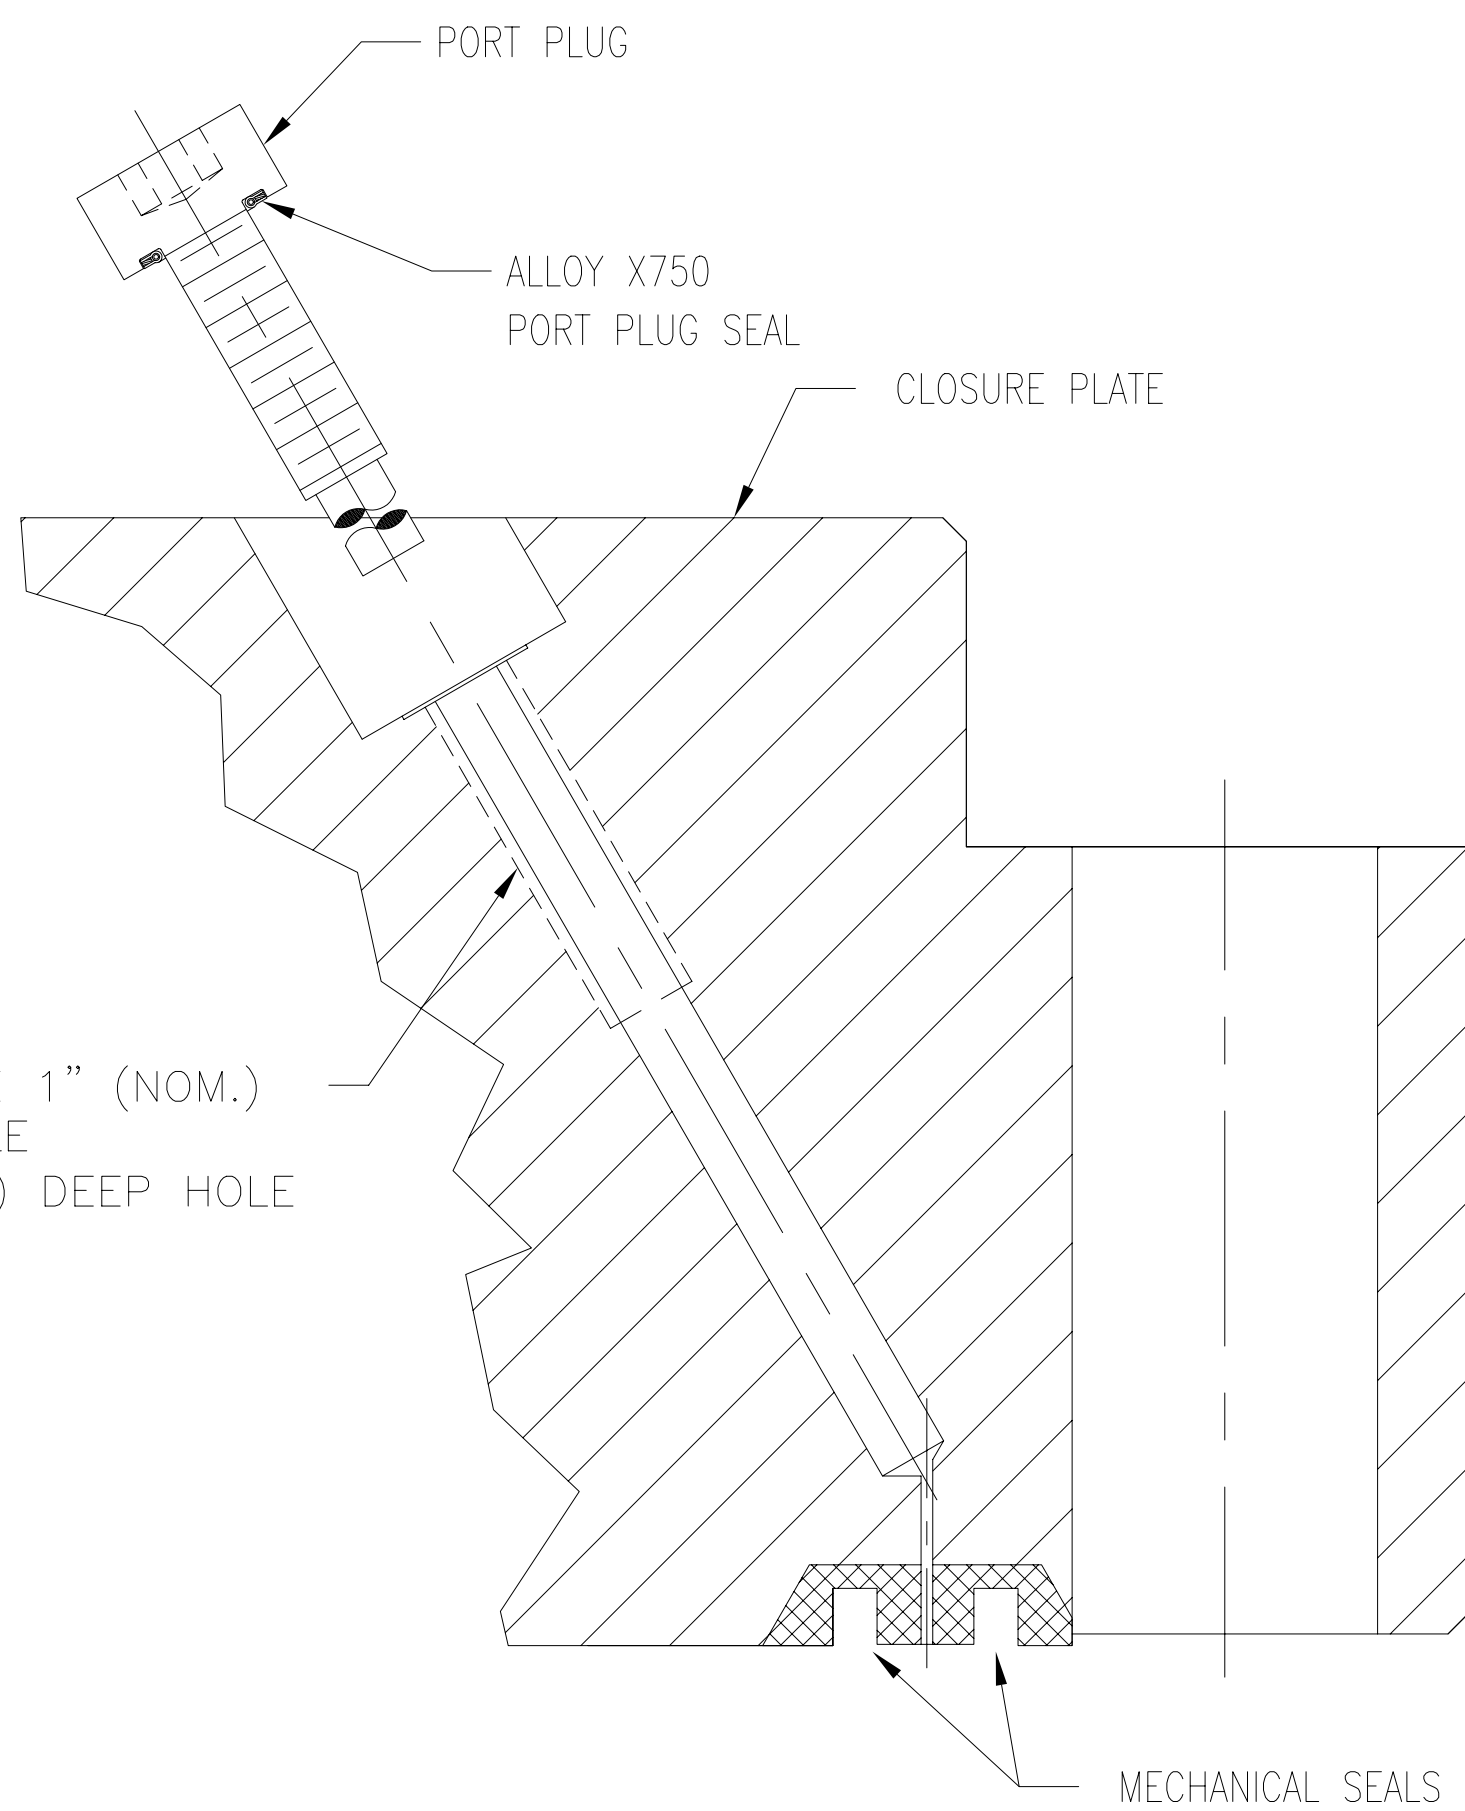 PORT PLUG
ALLOY X750
PORT PLUG SEAL
CLOSURE PLATE
1” (NOM.)
) DEEP HOLE
MECHANICAL SEALS